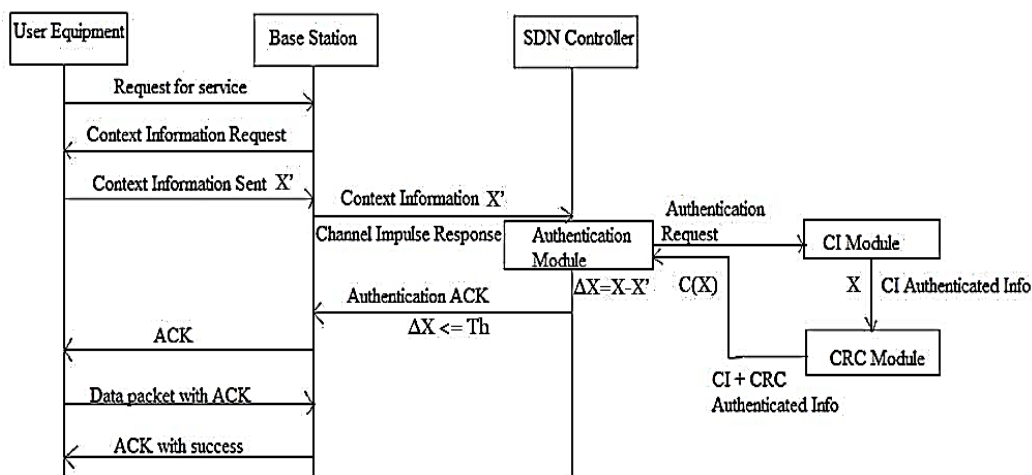 User Equipment
Base Station
SDN Controller
Request for service
Context Information Request
Context Information Sent X'
Context Information X'
Channel Impulse Response
Authentication
Module
Authentication
Request
CI Module
ΔX=X-X'
C(X)
X
CI Authenticated Info
Authentication ACK
ΔX <= Th
ACK
CRC Module
CI + CRC
Authenticated Info
Data packet with ACK
ACK with success